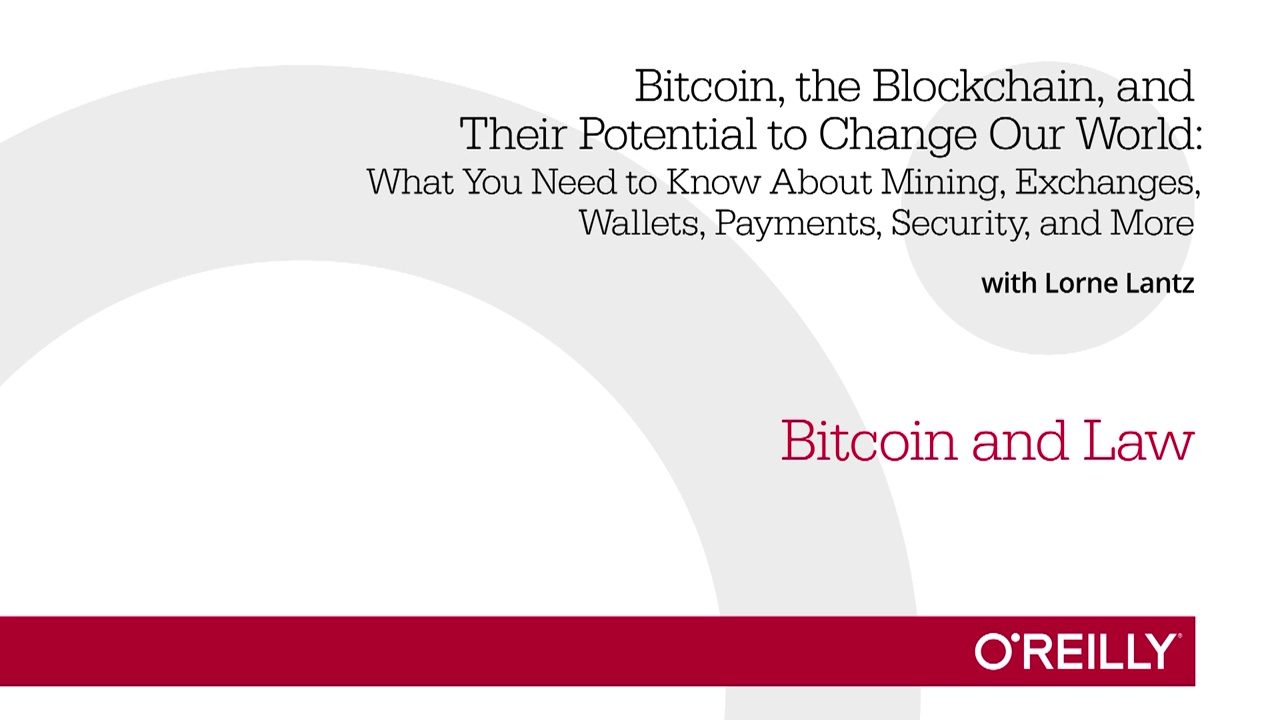 Bitcoin, the Blockchain, and
Their Potential to Change Our World:
What You Need to Know About Mining, Exchanges,
Wallets, Payments, Security, and More
with Lorne Lantz
Bitcoin and Law
O'REILLY®